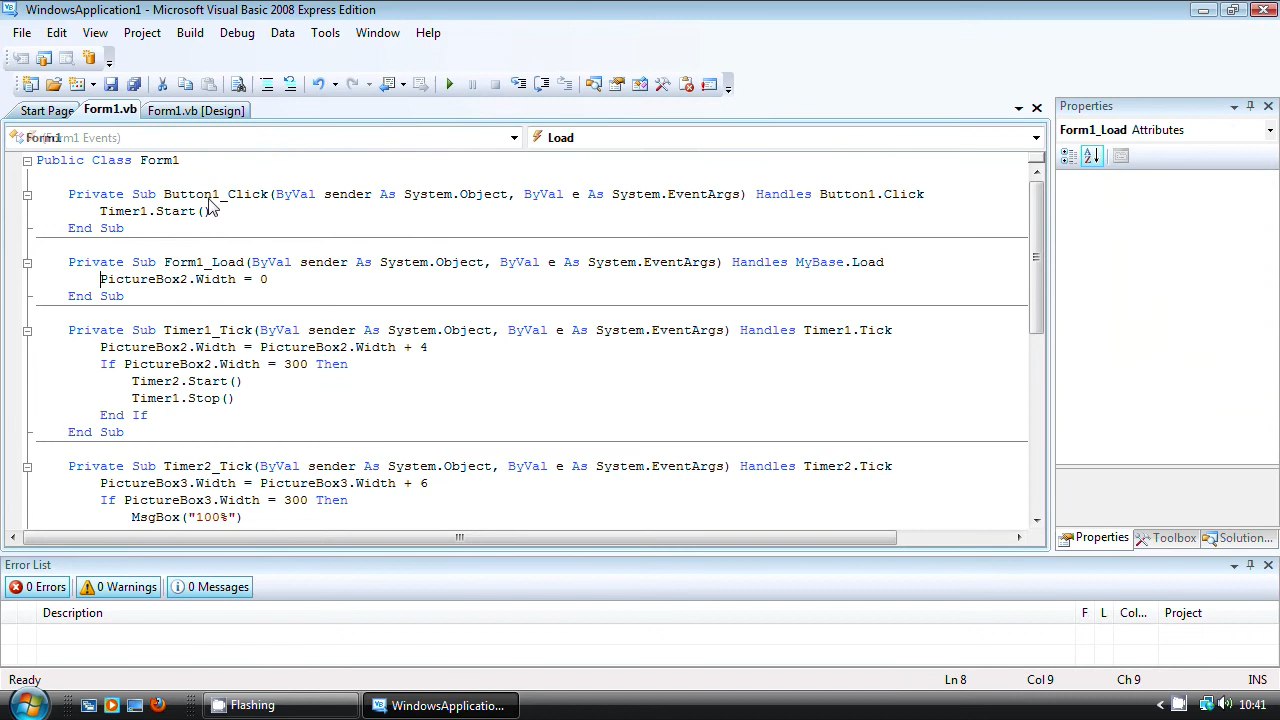 WindowsApplication1 - Microsoft Visual Basic 2008 Express Edition
File Edit View Project Build Debug Data Tools Window Help
Start Page Form1.vb Form1.vb [Design]
(Form1 Events) Load
Public Class Form1
Private Sub Button1_Click(ByVal sender As System.Object, ByVal e As System.EventArgs) Handles Button1.Click
Timer1.Start()
End Sub
Private Sub Form1_Load(ByVal sender As System.Object, ByVal e As System.EventArgs) Handles MyBase.Load
PictureBox2.Width = 0
End Sub
Private Sub Timer1_Tick(ByVal sender As System.Object, ByVal e As System.EventArgs) Handles Timer1.Tick
PictureBox2.Width = PictureBox2.Width + 4
If PictureBox2.Width = 300 Then
Timer2.Start()
Timer1.Stop()
End If
End Sub
Private Sub Timer2_Tick(ByVal sender As System.Object, ByVal e As System.EventArgs) Handles Timer2.Tick
PictureBox3.Width = PictureBox3.Width + 6
If PictureBox3.Width = 300 Then
MsgBox("100%")
Properties
Form1_Load Attributes
Properties Toolbox Solution...
Error List
0 Errors 0 Warnings 0 Messages
Description F L Col... Project
Ready Ln 8 Col 9 Ch 9 INS
Flashing WindowsApplicatio... 10:41